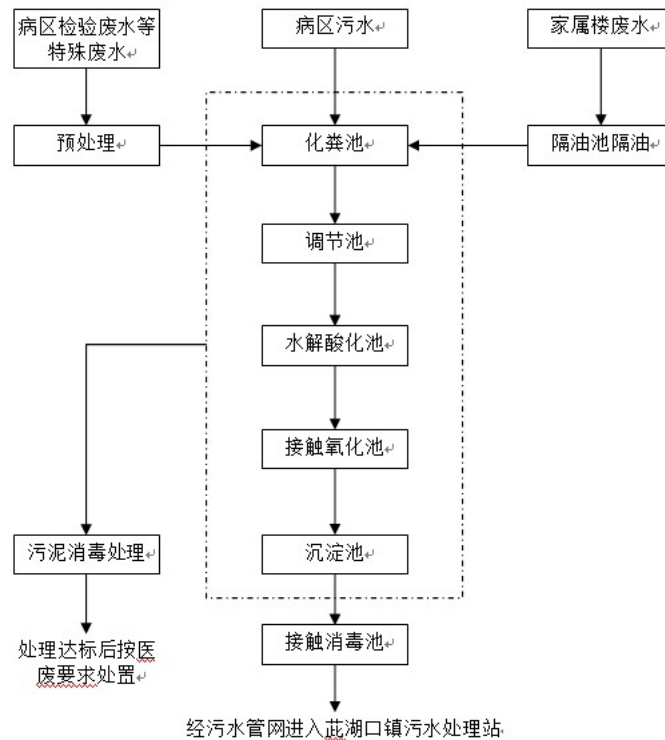 病区检验废水等
特殊废水
病区污水
家属楼废水
预处理
化粪池
隔油池隔油
调节池
水解酸化池
接触氧化池
污泥消毒处理
沉淀池
处理达标后按医
废要求处置
接触消毒池
经污水管网进入茈湖口镇污水处理站